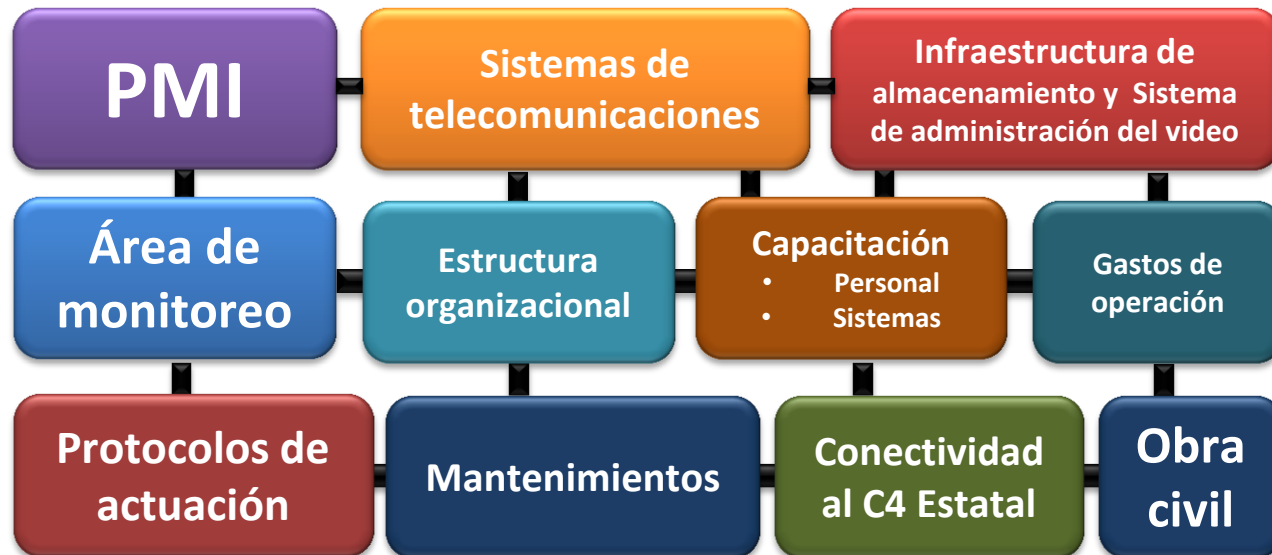 PMI
Sistemas de
telecomunicaciones
Infraestructura de
almacenamiento y Sistema
de administración del video
Área de
monitoreo
Estructura
organizacional
Capacitación
• Personal
• Sistemas
Gastos de
operación
Protocolos de
actuación
Mantenimientos
Conectividad
al C4 Estatal
Obra
civil